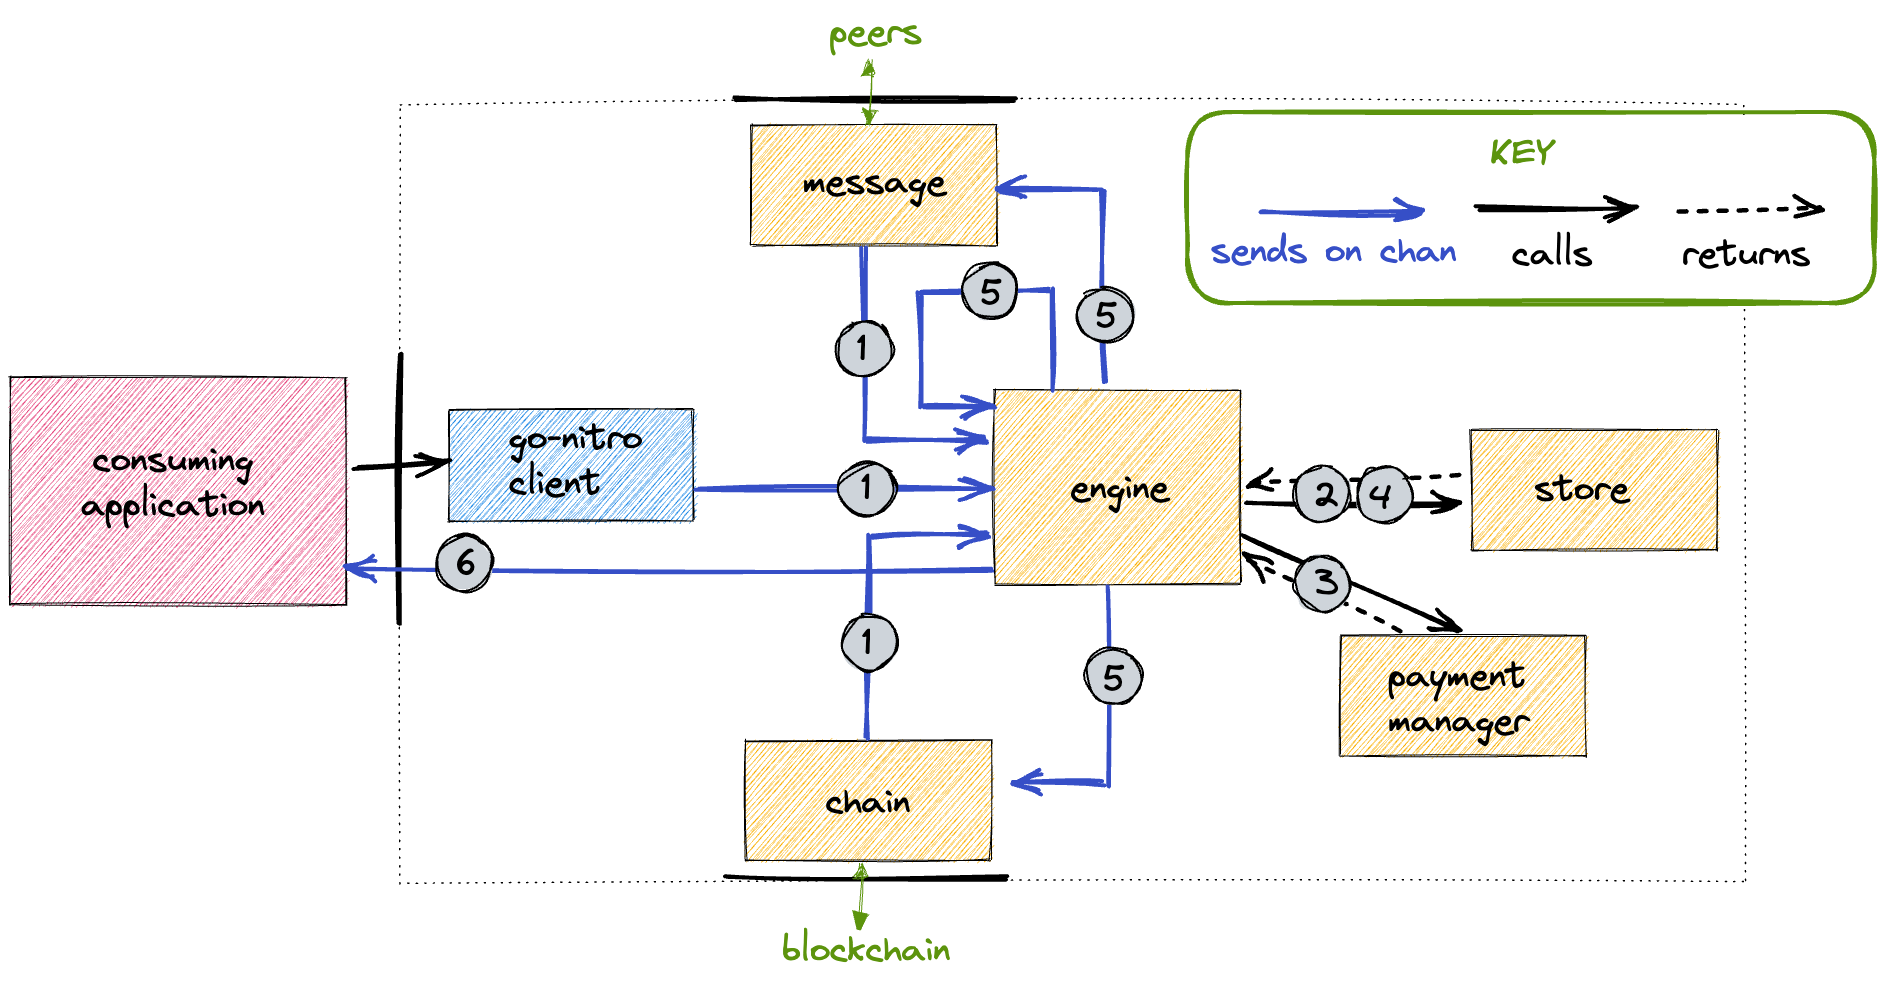 peers
KEY
message
sends on chan
calls
returns
5
5
1
go-nitro
client
consuming
application
1
engine
2
4
store
6
3
1
5
payment
manager
chain
blockchain